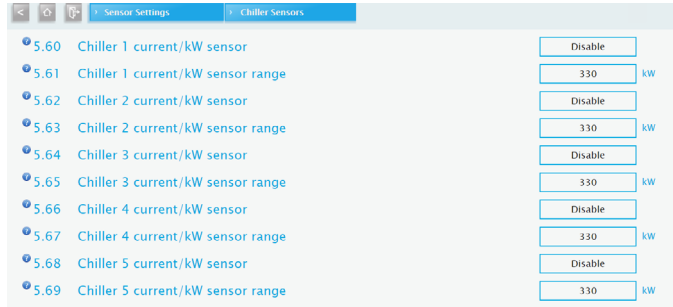 < › Sensor Settings › Chiller Sensors
? 5.60 Chiller 1 current/kW sensor Disable
? 5.61 Chiller 1 current/kW sensor range 330 kW
? 5.62 Chiller 2 current/kW sensor Disable
? 5.63 Chiller 2 current/kW sensor range 330 kW
? 5.64 Chiller 3 current/kW sensor Disable
? 5.65 Chiller 3 current/kW sensor range 330 kW
? 5.66 Chiller 4 current/kW sensor Disable
? 5.67 Chiller 4 current/kW sensor range 330 kW
? 5.68 Chiller 5 current/kW sensor Disable
? 5.69 Chiller 5 current/kW sensor range 330 kW